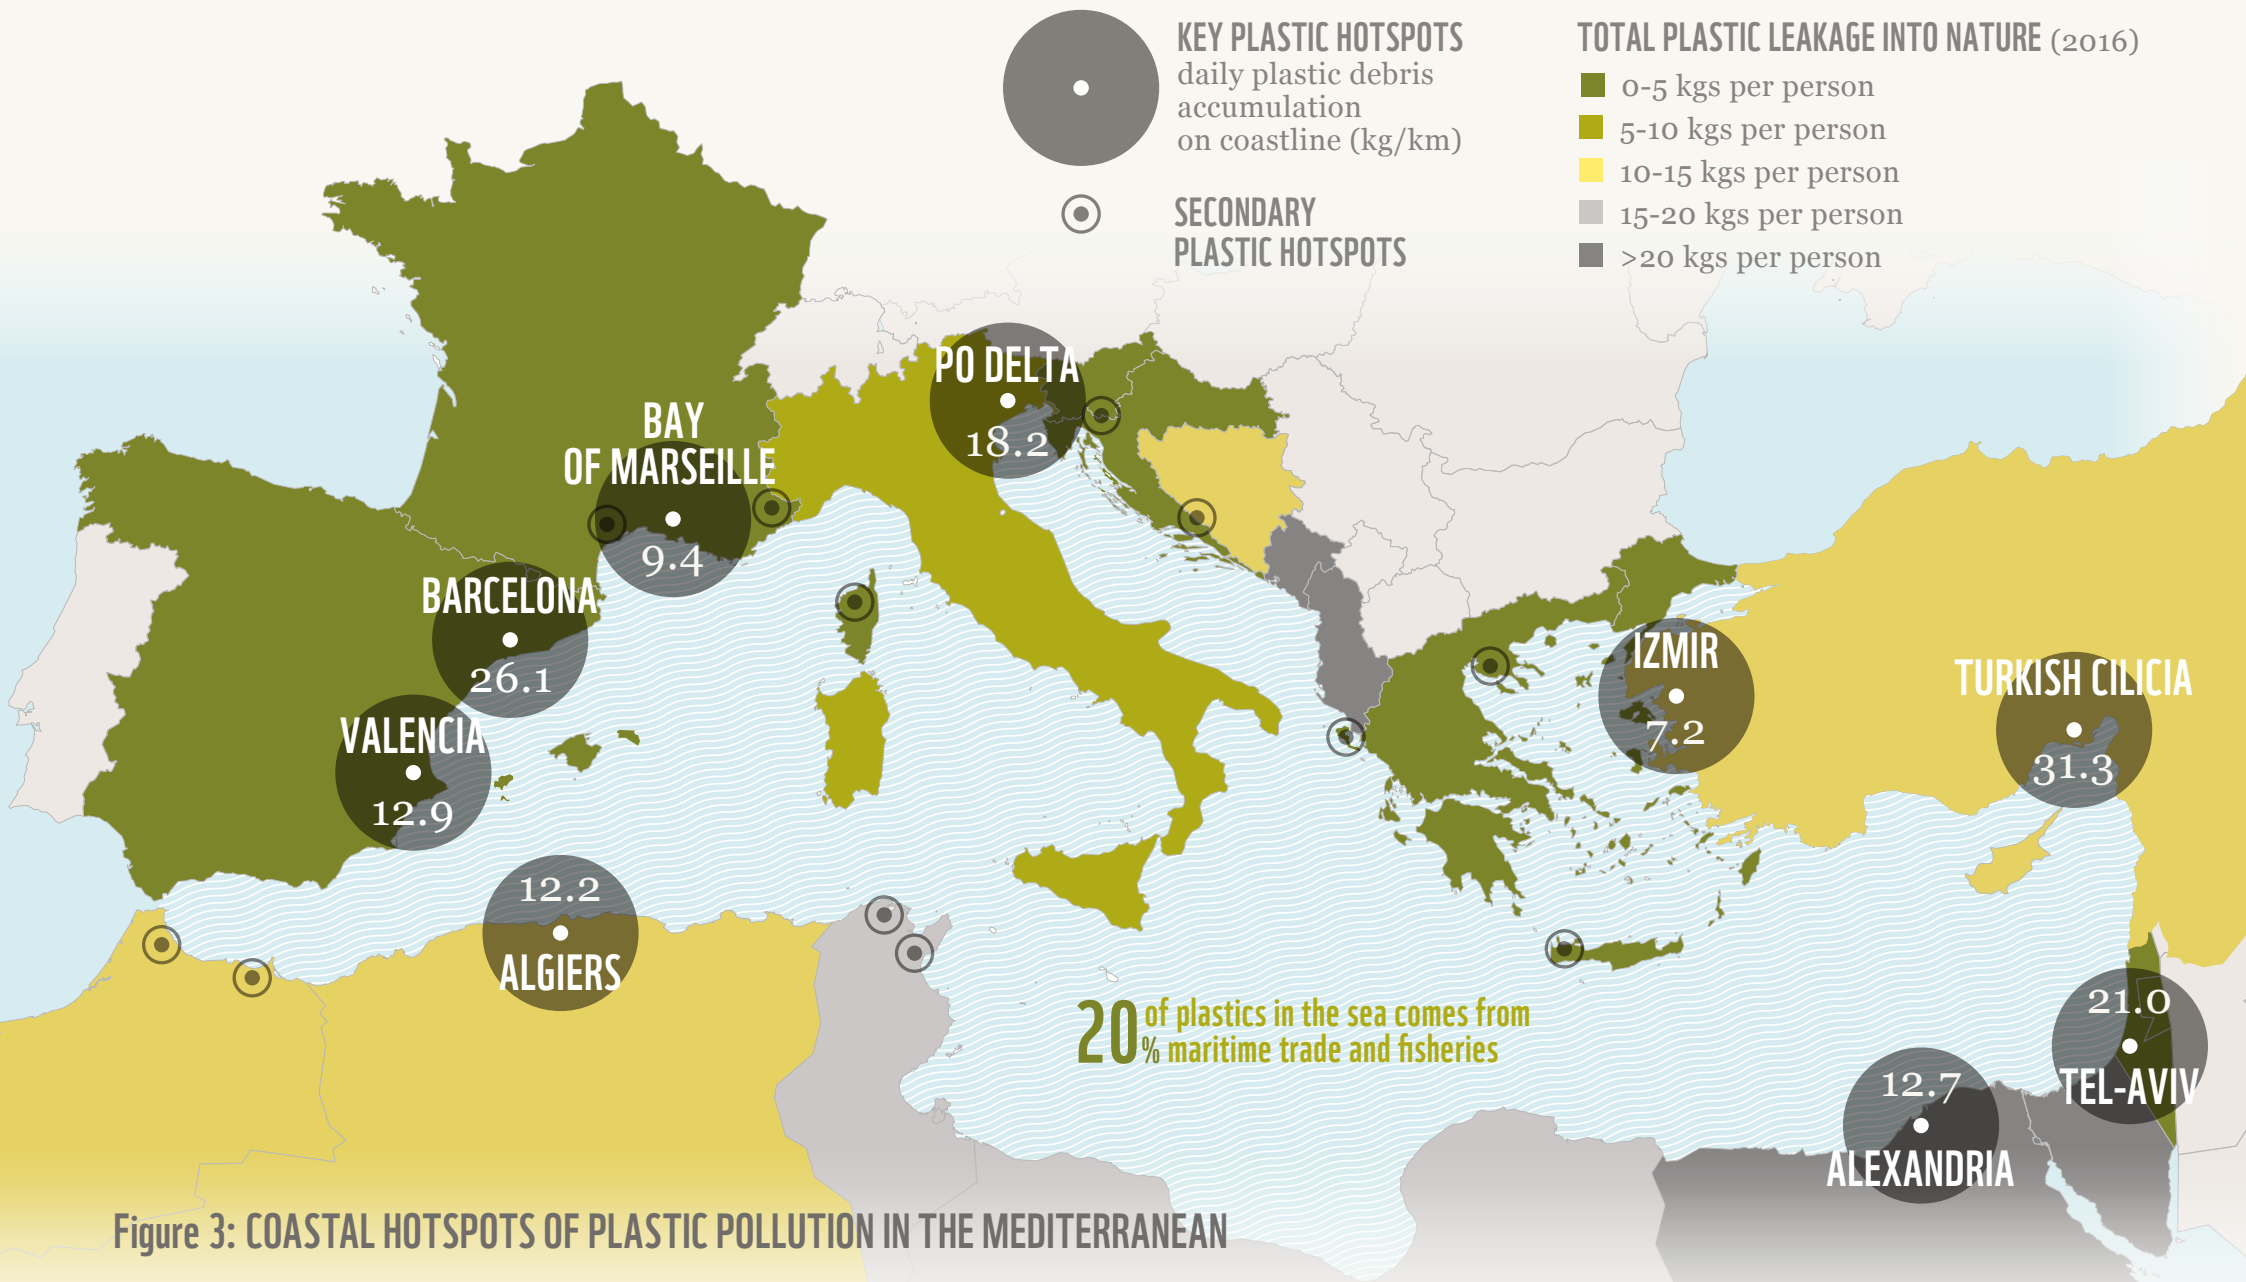 KEY PLASTIC HOTSPOTS
daily plastic debris
accumulation
on coastline (kg/km)
SECONDARY
PLASTIC HOTSPOTS
TOTAL PLASTIC LEAKAGE INTO NATURE (2016)
0-5 kgs per person
5-10 kgs per person
10-15 kgs per person
15-20 kgs per person
>20 kgs per person
PO DELTA
18.2
BAY
OF MARSEILLE
9.4
BARCELONA
26.1
VALENCIA
12.9
IZMIR
7.2
TURKISH CILICIA
31.3
12.2
ALGIERS
21.0
TEL-AVIV
12.7
ALEXANDRIA
20% of plastics in the sea comes from
maritime trade and fisheries
Figure 3: COASTAL HOTSPOTS OF PLASTIC POLLUTION IN THE MEDITERRANEAN